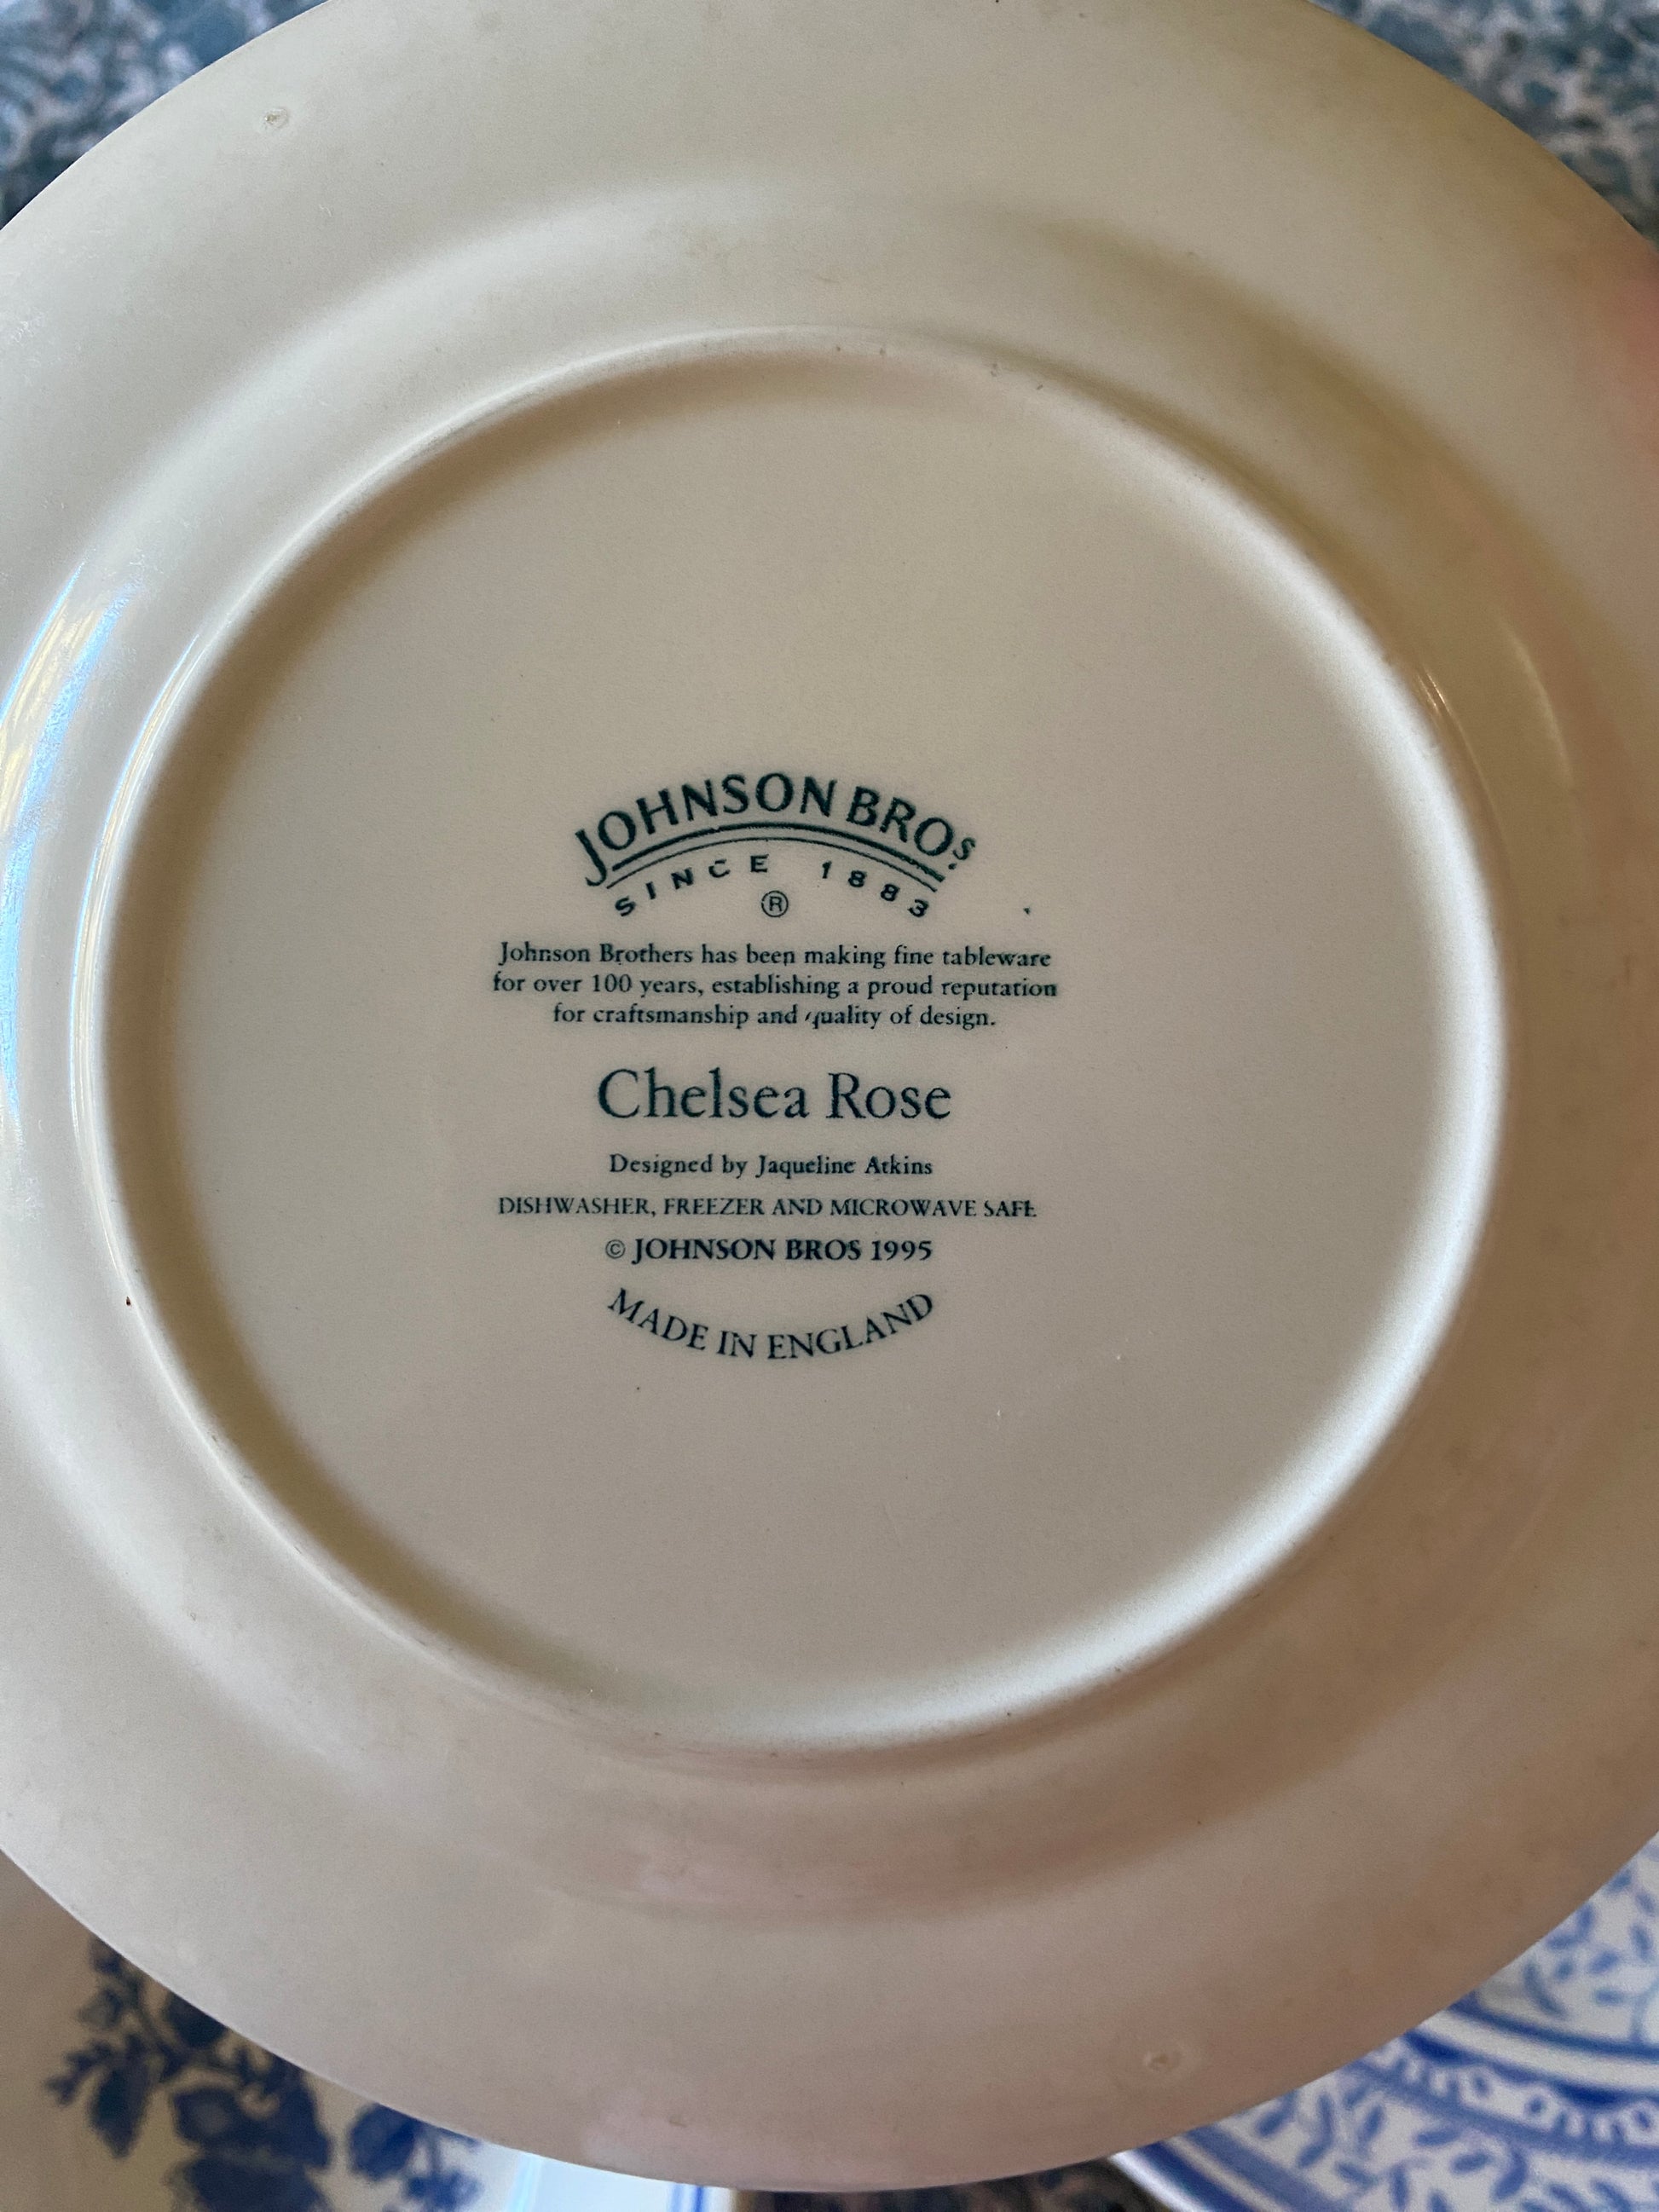 JOHNSON BROS.
SINCE 1883
®
Johnson Brothers has been making fine tableware
for over 100 years, establishing a proud reputation
for craftsmanship and quality of design.
Chelsea Rose
Designed by Jaqueline Atkins
DISHWASHER, FREEZER AND MICROWAVE SAFE
© JOHNSON BROS 1995
MADE IN ENGLAND